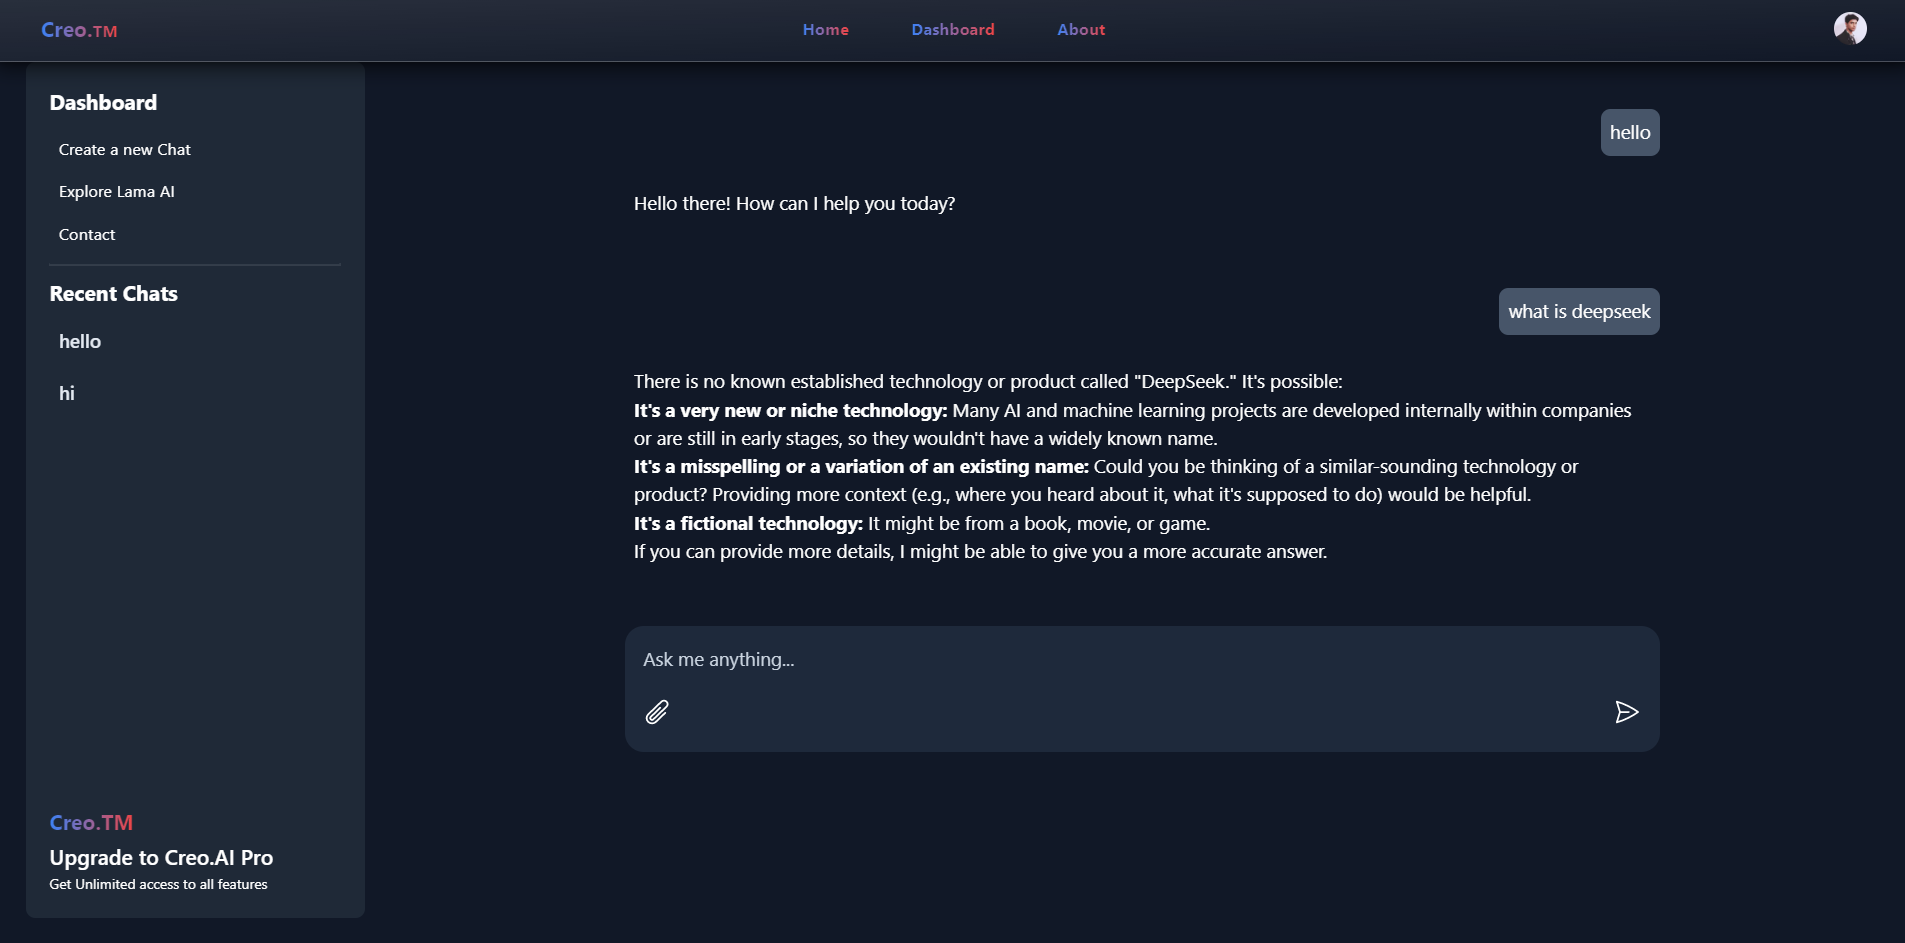 Creo.TM
Home Dashboard About
Dashboard
Create a new Chat
Explore Lama AI
Contact
Recent Chats
hello
hi
Creo.TM
Upgrade to Creo.AI Pro
Get Unlimited access to all features
hello
Hello there! How can I help you today?
what is deepseek
There is no known established technology or product called "DeepSeek." It's possible:
It's a very new or niche technology: Many AI and machine learning projects are developed internally within companies
or are still in early stages, so they wouldn't have a widely known name.
It's a misspelling or a variation of an existing name: Could you be thinking of a similar-sounding technology or
product? Providing more context (e.g., where you heard about it, what it's supposed to do) would be helpful.
It's a fictional technology: It might be from a book, movie, or game.
If you can provide more details, I might be able to give you a more accurate answer.
Ask me anything...